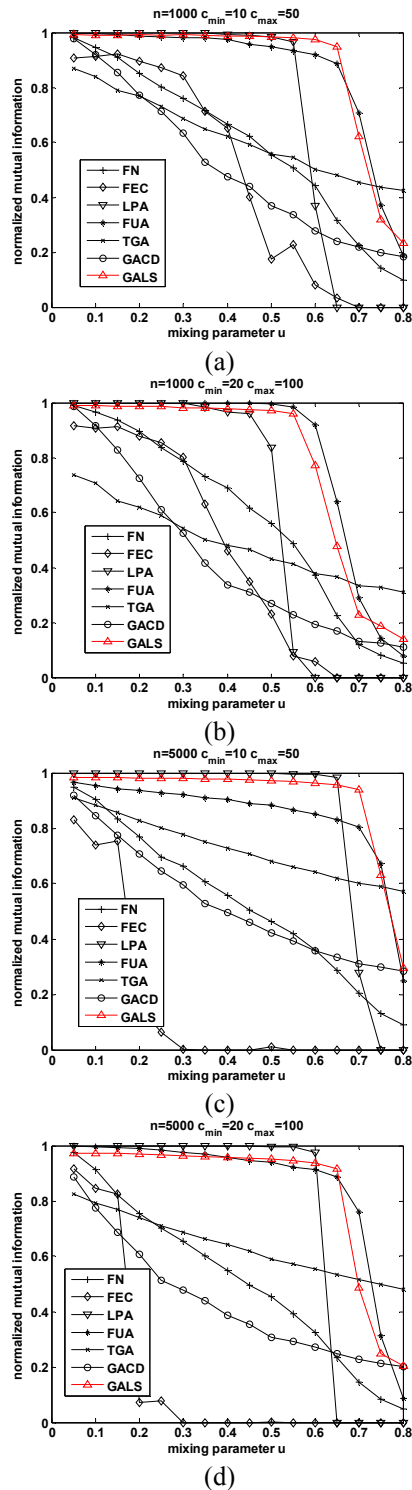 n=1000 c_min=10 c_max=50
normalized mutual information
1
0.8
0.6
0.4
0.2
0
FN
FEC
LPA
FUA
TGA
GACD
GALS
0 0.1 0.2 0.3 0.4 0.5 0.6 0.7 0.8
mixing parameter u
(a)
n=1000 c_min=20 c_max=100
normalized mutual information
1
0.8
0.6
0.4
0.2
0
FN
FEC
LPA
FUA
TGA
GACD
GALS
0 0.1 0.2 0.3 0.4 0.5 0.6 0.7 0.8
mixing parameter u
(b)
n=5000 c_min=10 c_max=50
normalized mutual information
1
0.8
0.6
0.4
0.2
0
FN
FEC
LPA
FUA
TGA
GACD
GALS
0 0.1 0.2 0.3 0.4 0.5 0.6 0.7 0.8
mixing parameter u
(c)
n=5000 c_min=20 c_max=100
normalized mutual information
1
0.8
0.6
0.4
0.2
0
FN
FEC
LPA
FUA
TGA
GACD
GALS
0 0.1 0.2 0.3 0.4 0.5 0.6 0.7 0.8
mixing parameter u
(d)